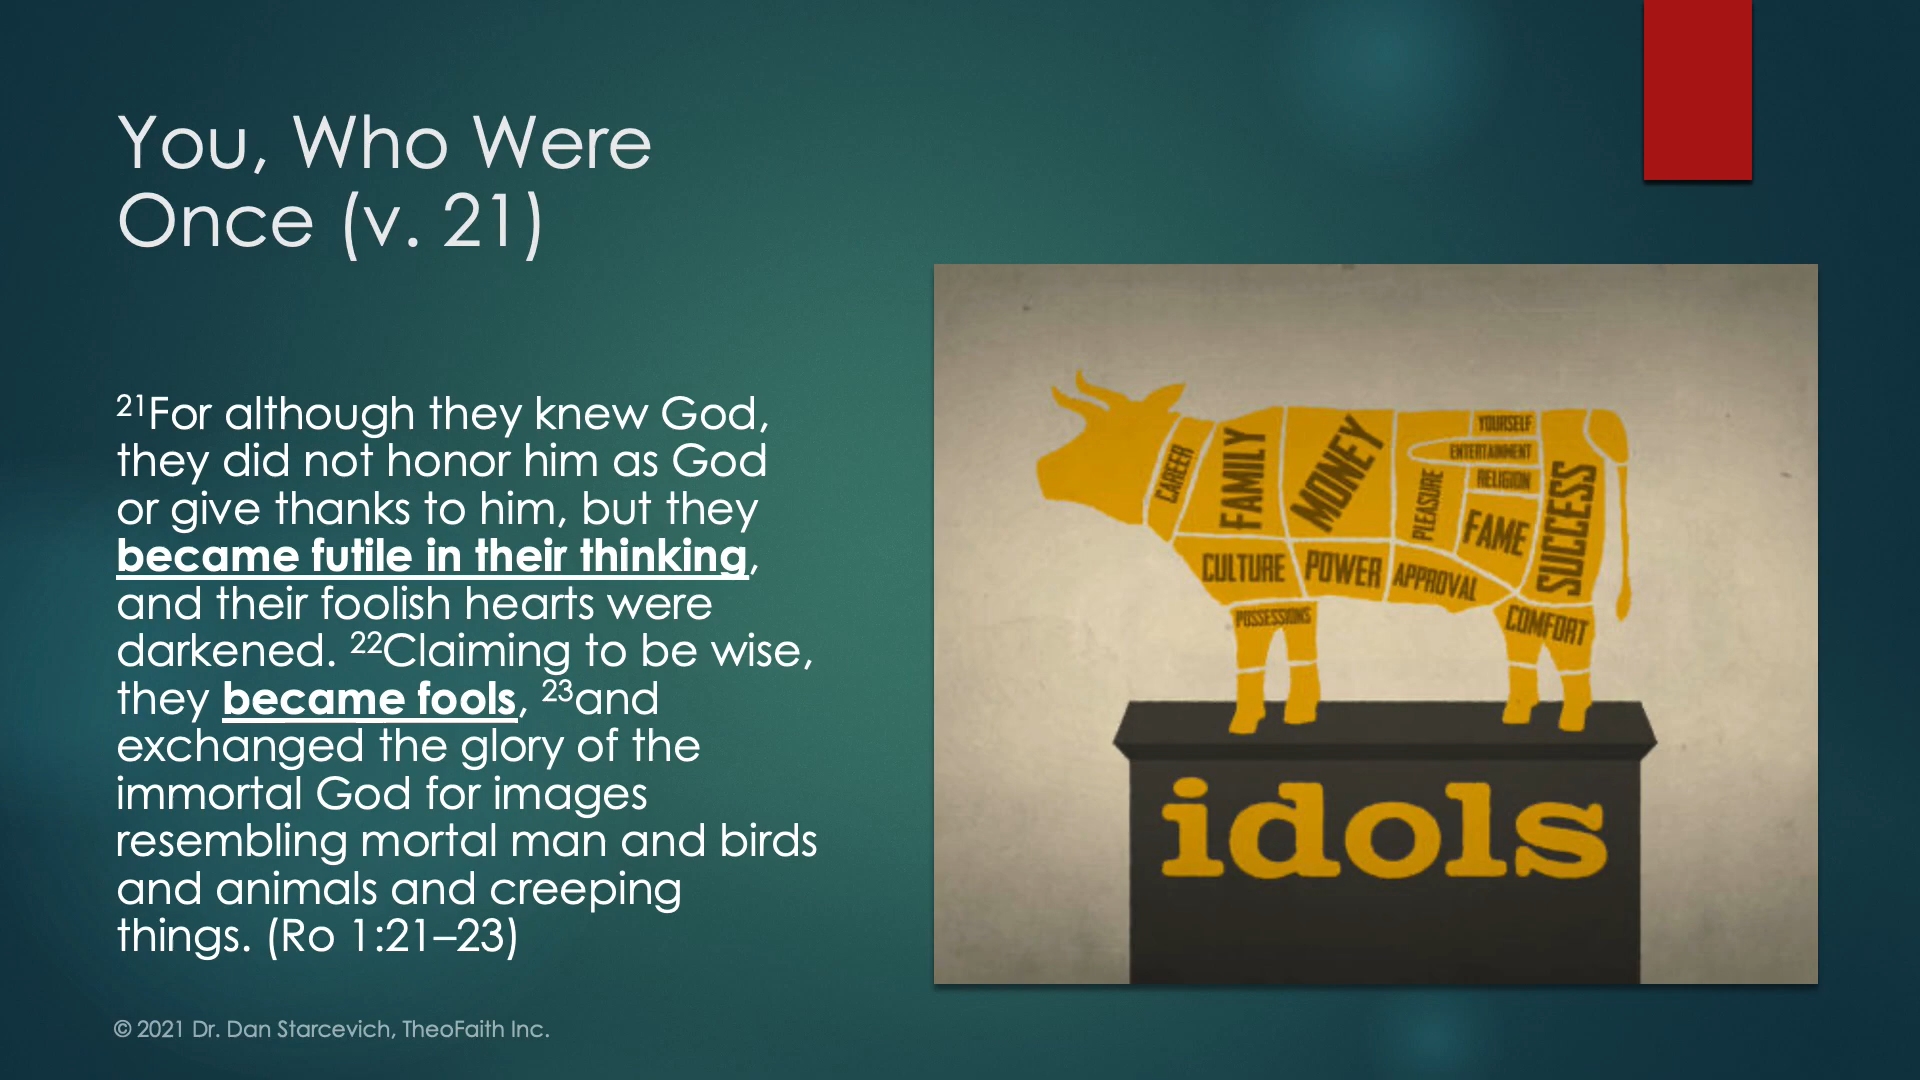 You, Who Were
Once (v. 21)
21For although they knew God,
they did not honor him as God
or give thanks to him, but they
became futile in their thinking,
and their foolish hearts were
darkened. 22Claiming to be wise,
they became fools, 23and
exchanged the glory of the
immortal God for images
resembling mortal man and birds
and animals and creeping
things. (Ro 1:21–23)
CAREER
FAMILY
MONEY
PLEASURE
YOURSELF
ENTERTAINMENT
RELIGION
FAME
SUCCESS
CULTURE
POWER
APPROVAL
POSSESSIONS
COMFORT
idols
© 2021 Dr. Dan Starcevich, TheoFaith Inc.